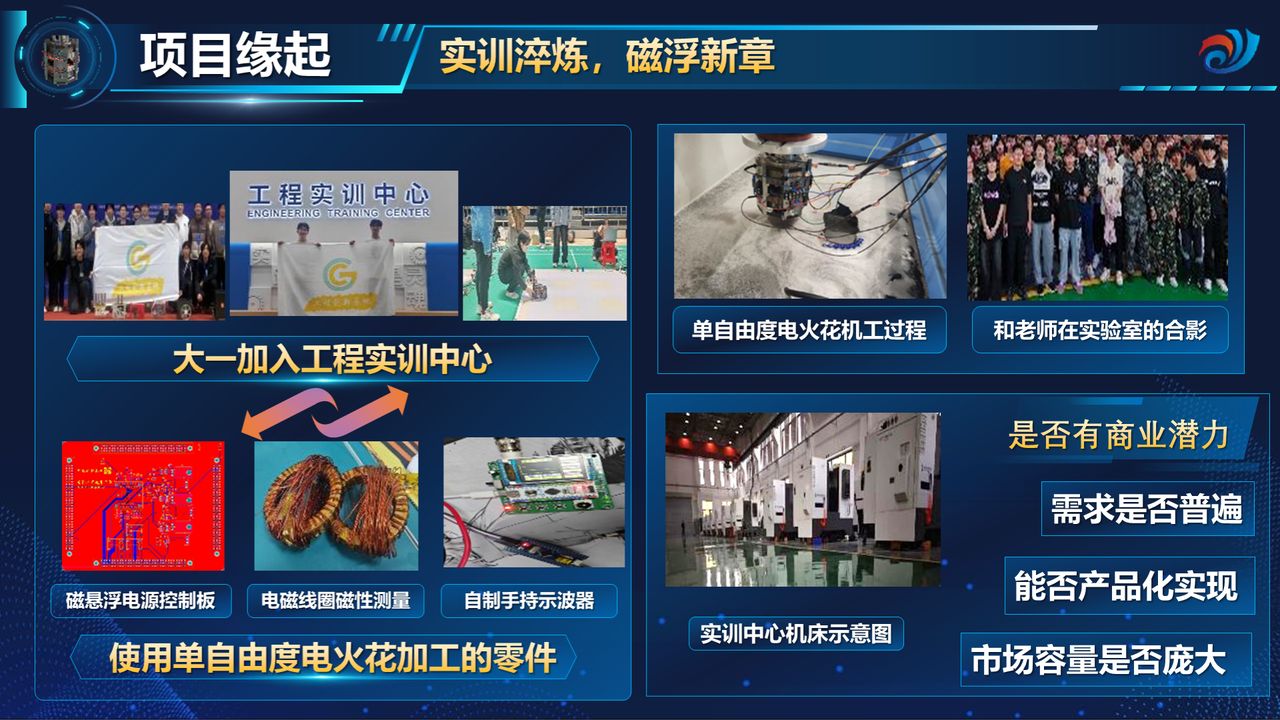 项目缘起
实训淬炼，磁浮新章
工程实训中心
ENGINEERING TRAINING CENTER
大一加入工程实训中心
磁悬浮电源控制板
电磁线圈磁性测量
自制手持示波器
使用单自由度电火花加工的零件
单自由度电火花机工过程
和老师在实验室的合影
实训中心机床示意图
是否有商业潜力
需求是否普遍
能否产品化实现
市场容量是否庞大